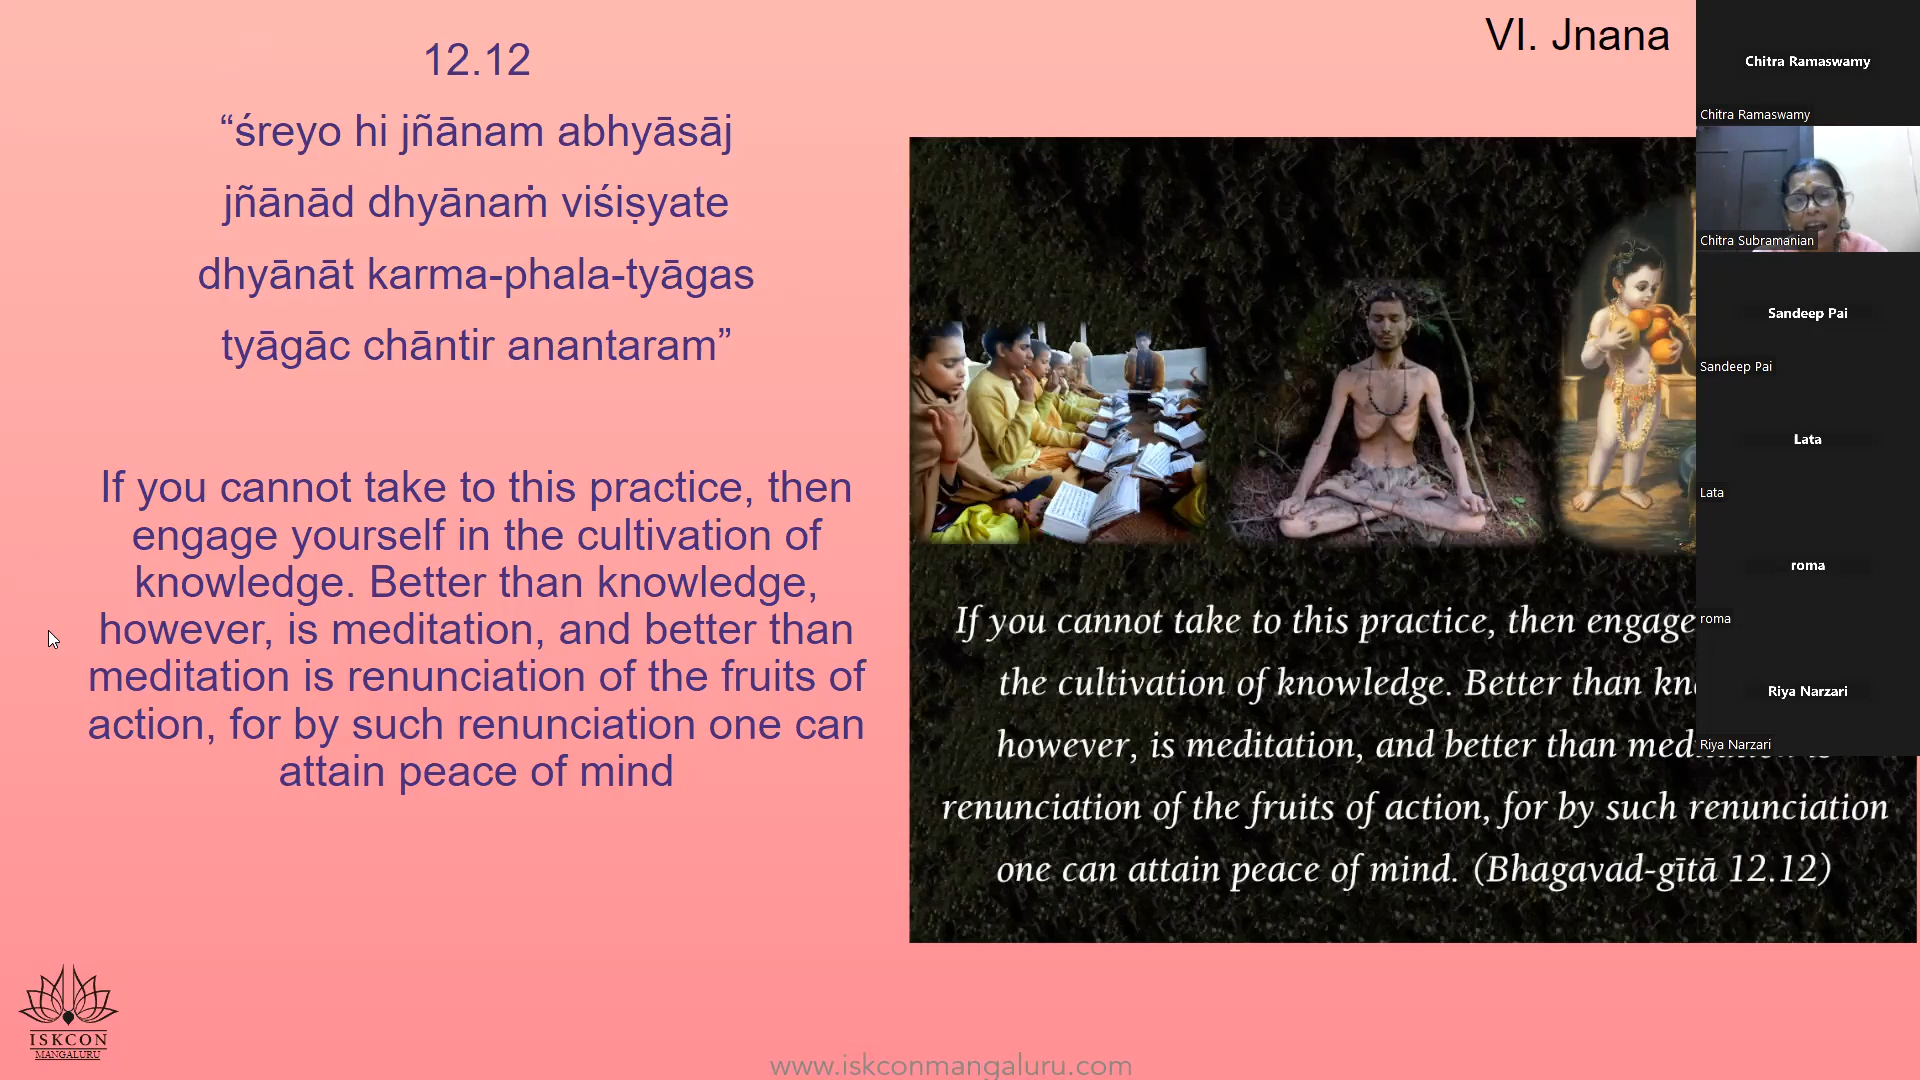 12.12
“śreyo hi jñānam abhyāsāj
jñānād dhyānaṁ viśiṣyate
dhyānāt karma-phala-tyāgas
tyāgāc chāntir anantaram”
If you cannot take to this practice, then
engage yourself in the cultivation of
knowledge. Better than knowledge,
however, is meditation, and better than
meditation is renunciation of the fruits of
action, for by such renunciation one can
attain peace of mind
VI. Jnana
If you cannot take to this practice, then engage
the cultivation of knowledge. Better than
however, is meditation, and better than
renunciation of the fruits of action, for by such renunciation
one can attain peace of mind. (Bhagavad-gītā 12.12)
Chitra Ramaswamy
Chitra Ramaswamy
Chitra Subramanian
Sandeep Pai
Sandeep Pai
Lata
Lata
roma
roma
Riya Narzari
Riya Narzari
ISKCON
MANGALURU
www.iskconmangaluru.com